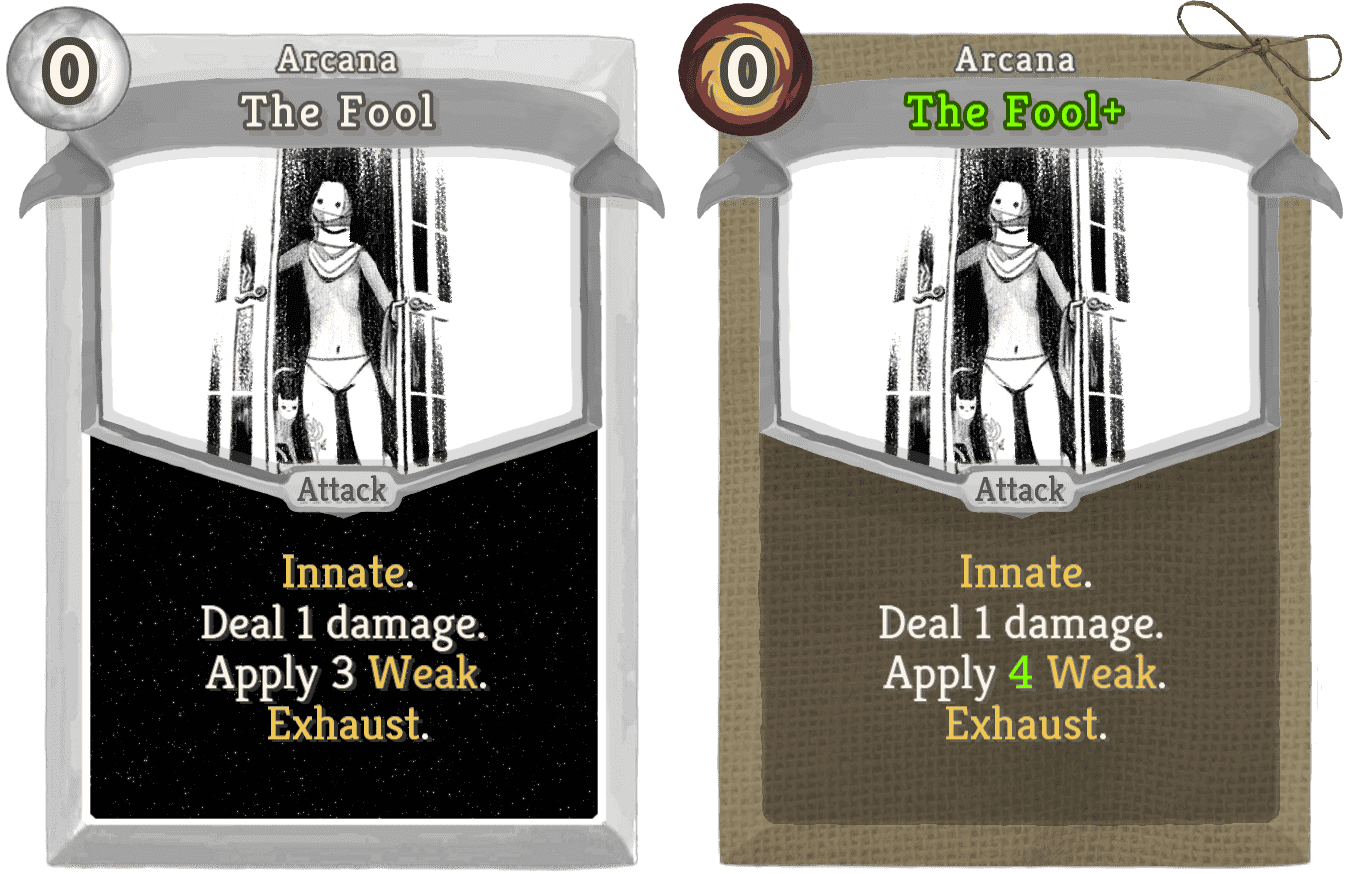 0
Arcana
The Fool
Attack
Innate.
Deal 1 damage.
Apply 3 Weak.
Exhaust.
0
Arcana
The Fool+
Attack
Innate.
Deal 1 damage.
Apply 4 Weak.
Exhaust.